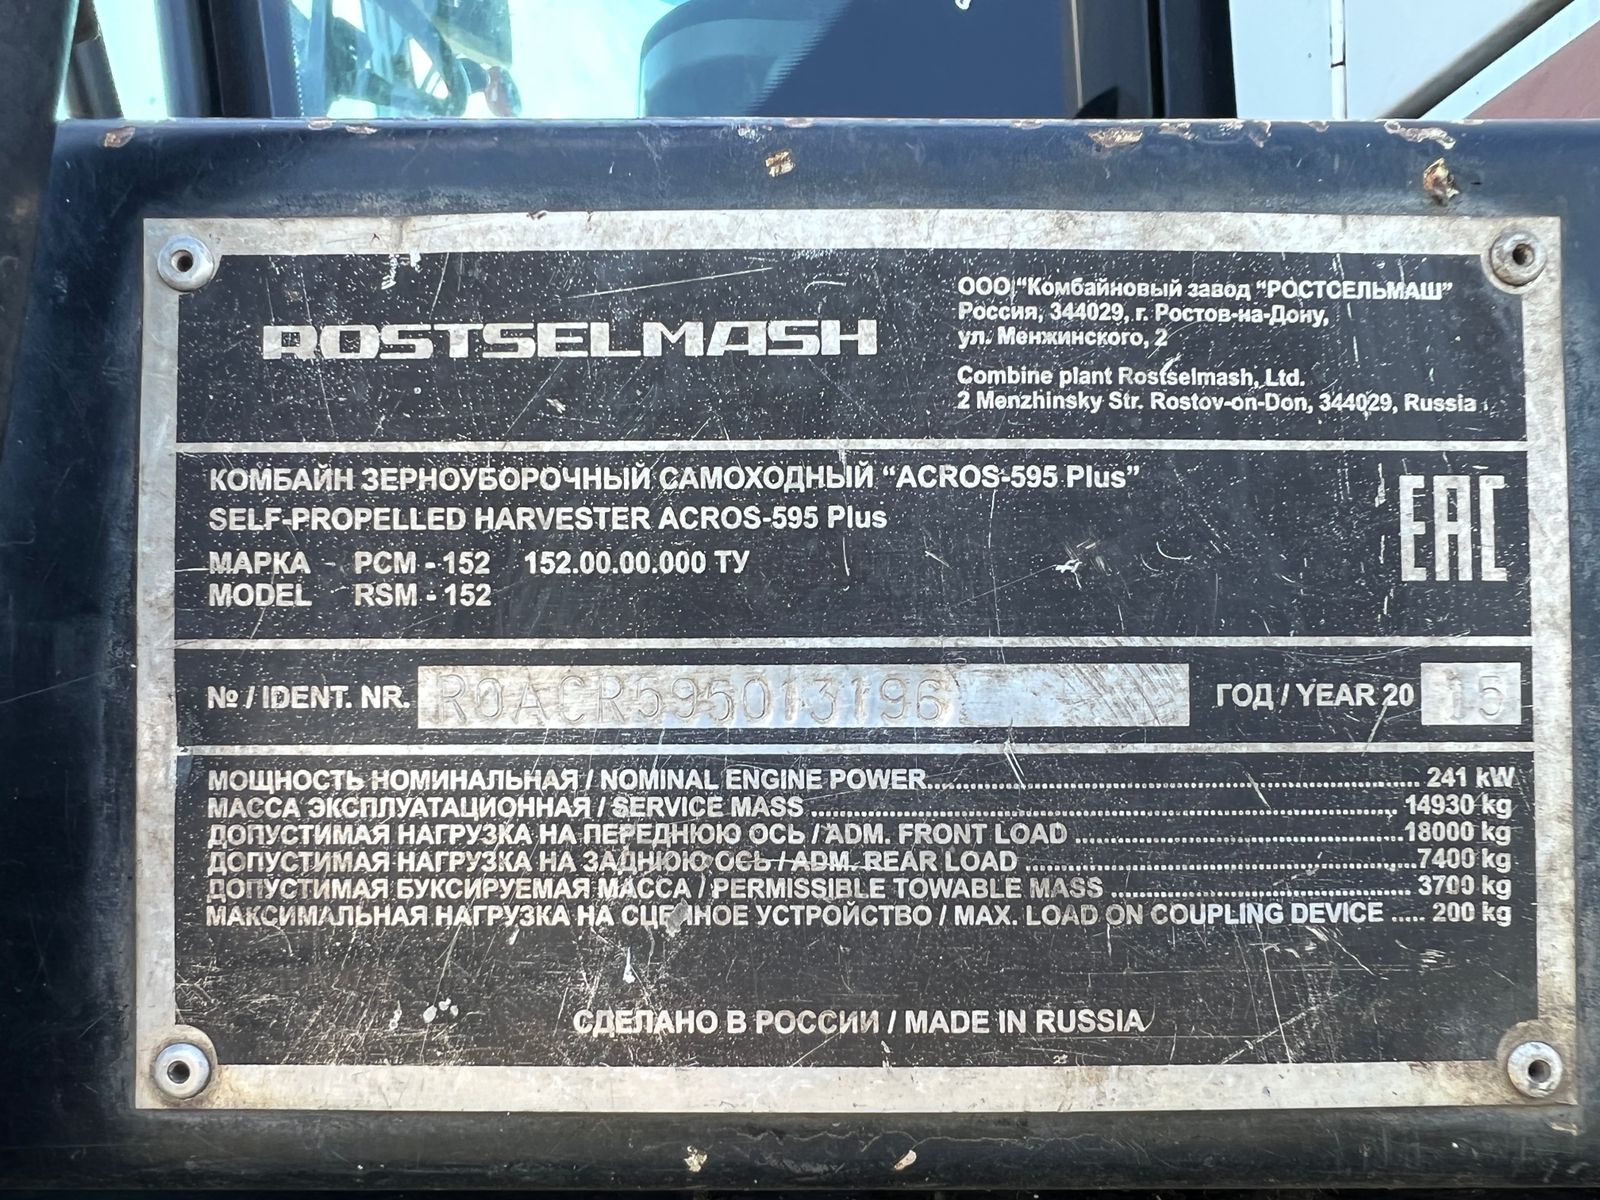 ROSTSELMASH
ООО "Комбайновый завод "РОСТСЕЛЬМАШ"
Россия, 344029, г. Ростов-на-Дону,
ул. Менжинского, 2
Combine plant Rostselmash, Ltd.
2 Menzhinsky Str. Rostov-on-Don, 344029, Russia
КОМБАЙН ЗЕРНОУБОРОЧНЫЙ САМОХОДНЫЙ "ACROS-595 Plus"
SELF-PROPELLED HARVESTER ACROS-595 Plus
МАРКА РСМ - 152 152.00.00.000 ТУ
MODEL RSM - 152
EAC
№ / IDENT. NR. R0ACR595013196 ГОД / YEAR 20 15
МОЩНОСТЬ НОМИНАЛЬНАЯ / NOMINAL ENGINE POWER........ 241 kW
МАССА ЭКСПЛУАТАЦИОННАЯ / SERVICE MASS ........ 14930 kg
ДОПУСТИМАЯ НАГРУЗКА НА ПЕРЕДНЮЮ ОСЬ / ADM. FRONT LOAD ........ 18000 kg
ДОПУСТИМАЯ НАГРУЗКА НА ЗАДНЮЮ ОСЬ / ADM. REAR LOAD ........ 7400 kg
ДОПУСТИМАЯ БУКСИРУЕМАЯ МАССА / PERMISSIBLE TOWABLE MASS ........ 3700 kg
МАКСИМАЛЬНАЯ НАГРУЗКА НА СЦЕПНОЕ УСТРОЙСТВО / MAX. LOAD ON COUPLING DEVICE ..... 200 kg
СДЕЛАНО В РОССИИ / MADE IN RUSSIA